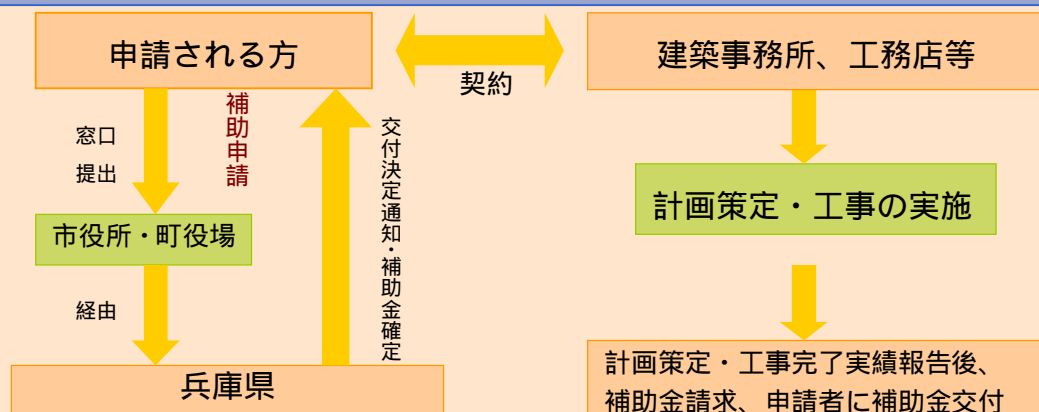 申請される方
契約
建築事務所、工務店等
補助申請
窓口
提出
交付決定通知・補助金確定
市役所・町役場
経由
兵庫県
計画策定・工事の実施
計画策定・工事完了実績報告後、
補助金請求、申請者に補助金交付